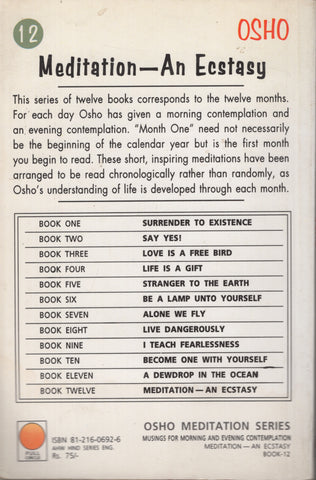 12
OSHO
Meditation—An Ecstasy
This series of twelve books corresponds to the twelve months.
For each day Osho has given a morning contemplation and
an evening contemplation. "Month One" need not necessarily
be the beginning of the calendar year but is the first month
you begin to read. These short, inspiring meditations have been
arranged to be read chronologically rather than randomly, as
Osho's understanding of life is developed through each month.
BOOK ONE SURRENDER TO EXISTENCE
BOOK TWO SAY YES!
BOOK THREE LOVE IS A FREE BIRD
BOOK FOUR LIFE IS A GIFT
BOOK FIVE STRANGER TO THE EARTH
BOOK SIX BE A LAMP UNTO YOURSELF
BOOK SEVEN ALONE WE FLY
BOOK EIGHT LIVE DANGEROUSLY
BOOK NINE I TEACH FEARLESSNESS
BOOK TEN BECOME ONE WITH YOURSELF
BOOK ELEVEN A DEWDROP IN THE OCEAN
BOOK TWELVE MEDITATION—AN ECSTASY
FULL
CIRCLE
ISBN 81-216-0692-6
AHW HIND SERIES ENG.
Rs. 75/-
OSHO MEDITATION SERIES
MUSINGS FOR MORNING AND EVENING CONTEMPLATION
MEDITATION—AN ECSTASY
BOOK-12